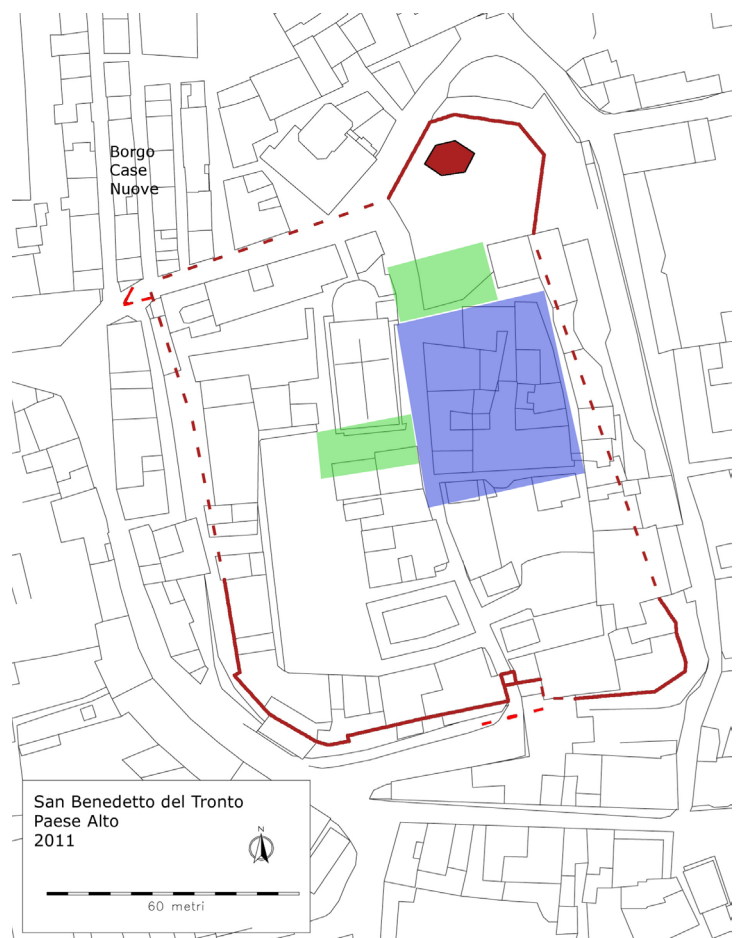 Borgo
Case
Nuove
San Benedetto del Tronto
Paese Alto
2011
N
60 metri